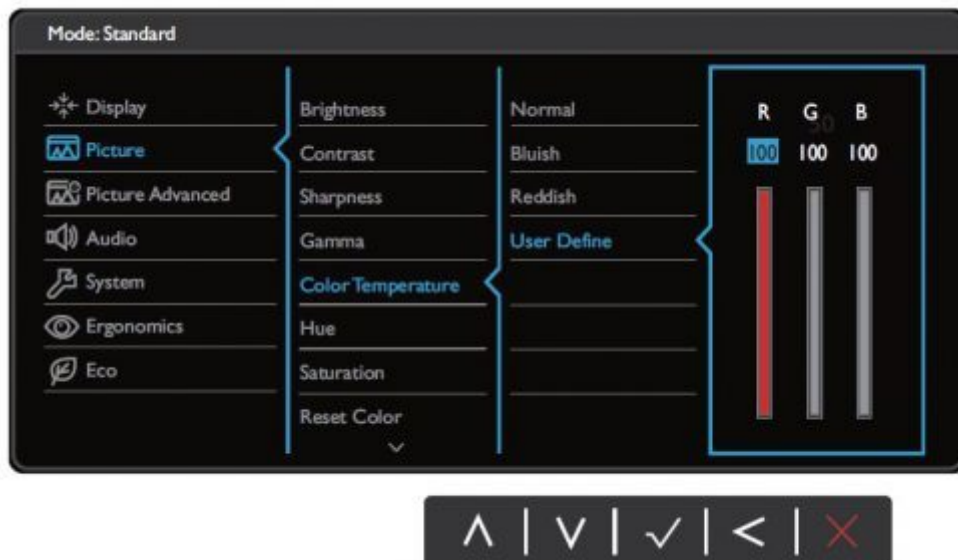 Mode: Standard
Display
Picture
Picture Advanced
Audio
System
Ergonomics
Eco
Brightness
Contrast
Sharpness
Gamma
Color Temperature
Hue
Saturation
Reset Color
Normal
Bluish
Reddish
User Define
R G B
50
100 100 100